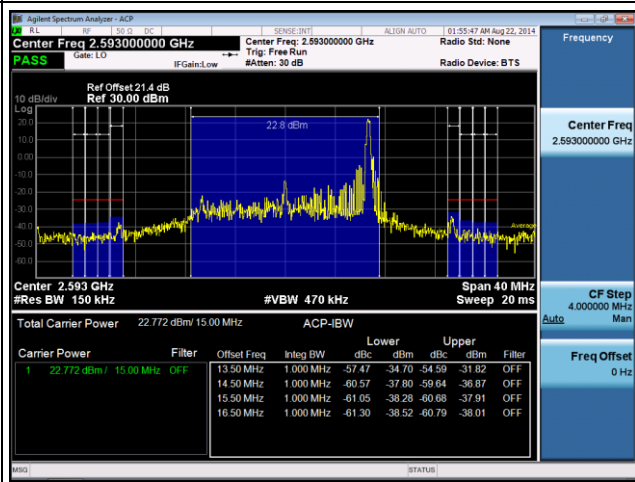 Agilent Spectrum Analyzer - ACP
RL RF 50 Ω DC SENSE:INT ALIGN AUTO 01:55:47 AM Aug 22, 2014
Center Freq 2.593000000 GHz Center Freq: 2.593000000 GHz Radio Std: None
PASS Gate: LO IFGain:Low Trig: Free Run
#Atten: 30 dB Radio Device: BTS
Frequency
Ref Offset 21.4 dB
10 dB/div Ref 30.00 dBm
Log
20.0
10.0
0.00
-10.0
-20.0
-30.0
-40.0
-50.0
-60.0
22.8 dBm
Average
Center Freq
2.593000000 GHz
Center 2.593 GHz Span 40 MHz
#Res BW 150 kHz #VBW 470 kHz Sweep 20 ms
CF Step
4.000000 MHz
Auto Man
Total Carrier Power 22.772 dBm/ 15.00 MHz ACP-IBW
Lower Upper
Carrier Power Filter Offset Freq Integ BW dBc dBm dBc dBm Filter
1 22.772 dBm / 15.00 MHz OFF 13.50 MHz 1.000 MHz -57.47 -34.70 -54.59 -31.82 OFF
14.50 MHz 1.000 MHz -60.57 -37.80 -59.64 -36.87 OFF
15.50 MHz 1.000 MHz -61.05 -38.28 -60.68 -37.91 OFF
16.50 MHz 1.000 MHz -61.30 -38.52 -60.79 -38.01 OFF
Freq Offset
0 Hz
MSG STATUS